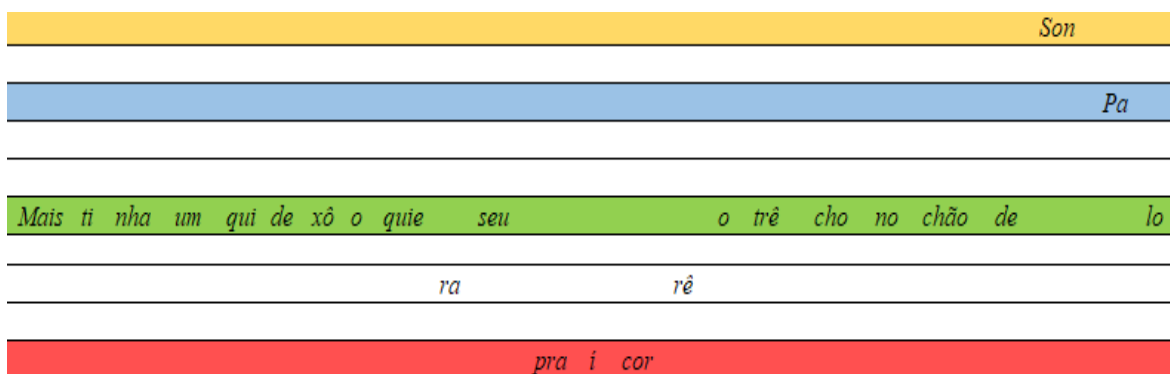 Son
Pa
Mais ti nha um qui de xô o quie seu o trê cho no chão de lo
ra rê
pra í cor